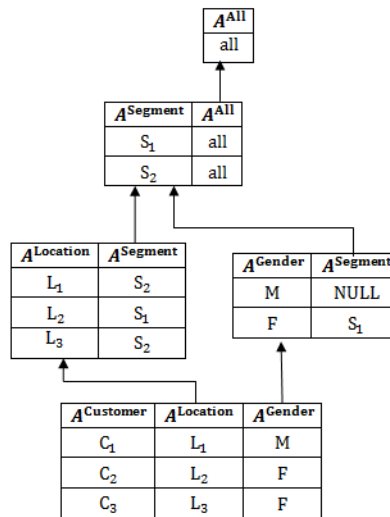 A^All
all
A^Segment A^All
S₁ all
S₂ all
A^Location A^Segment
L₁ S₂
L₂ S₁
L₃ S₂
A^Gender A^Segment
M NULL
F S₁
A^Customer A^Location A^Gender
C₁ L₁ M
C₂ L₂ F
C₃ L₃ F